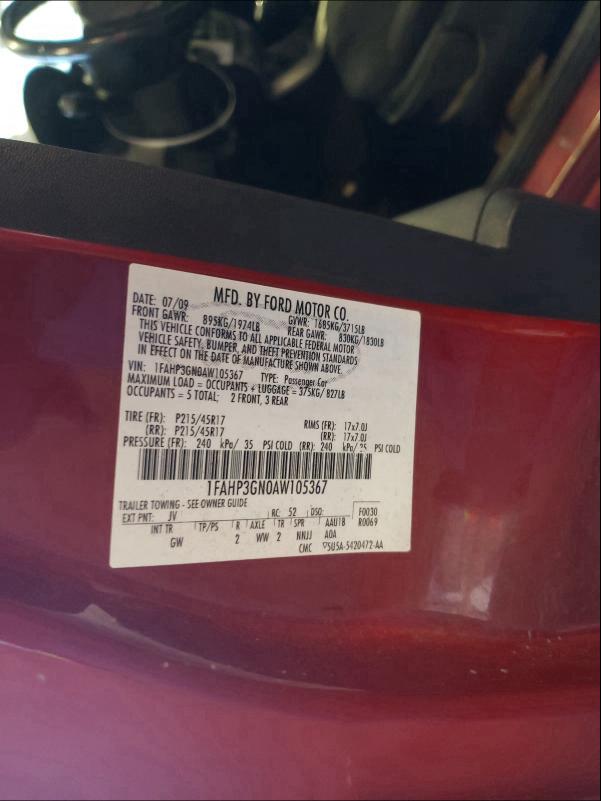 MFD. BY FORD MOTOR CO.
DATE: 07/09 GVWR: 1685KG/3715LB
FRONT GAWR: 895KG/1974LB REAR GAWR: 830KG/1830LB
THIS VEHICLE CONFORMS TO ALL APPLICABLE FEDERAL MOTOR
VEHICLE SAFETY, BUMPER, AND THEFT PREVENTION STANDARDS
IN EFFECT ON THE DATE OF MANUFACTURE SHOWN ABOVE.
VIN: 1FAHP3GN0AW105367 TYPE: Passenger Car
MAXIMUM LOAD = OCCUPANTS + LUGGAGE = 375KG/ 827LB
OCCUPANTS = 5 TOTAL: 2 FRONT, 3 REAR
TIRE (FR): P215/45R17 RIMS (FR): 17x7.0J
(RR): P215/45R17 (RR): 17x7.0J
PRESSURE (FR): 240 kPa/ 35 PSI COLD (RR): 240 kPa/ 35 PSI COLD
1FAHP3GN0AW105367
TRAILER TOWING - SEE OWNER GUIDE
EXT PNT: JV RC: 52 DSO: F0030
INT TR TP/PS R AXLE TR SPR AAU18 R0069
GW 2 WW 2 NNJJ A0A
CMC 5U5A-5420472-AA